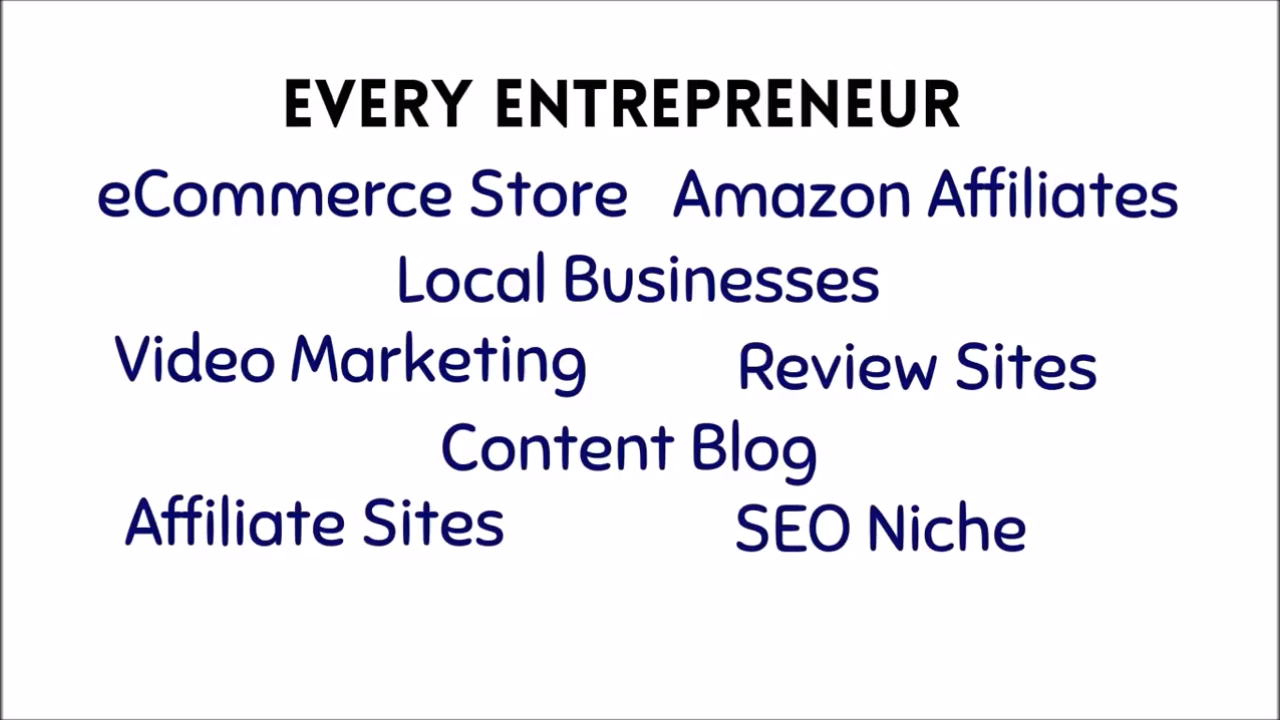 EVERY ENTREPRENEUR
eCommerce Store Amazon Affiliates
Local Businesses
Video Marketing Review Sites
Content Blog
Affiliate Sites SEO Niche